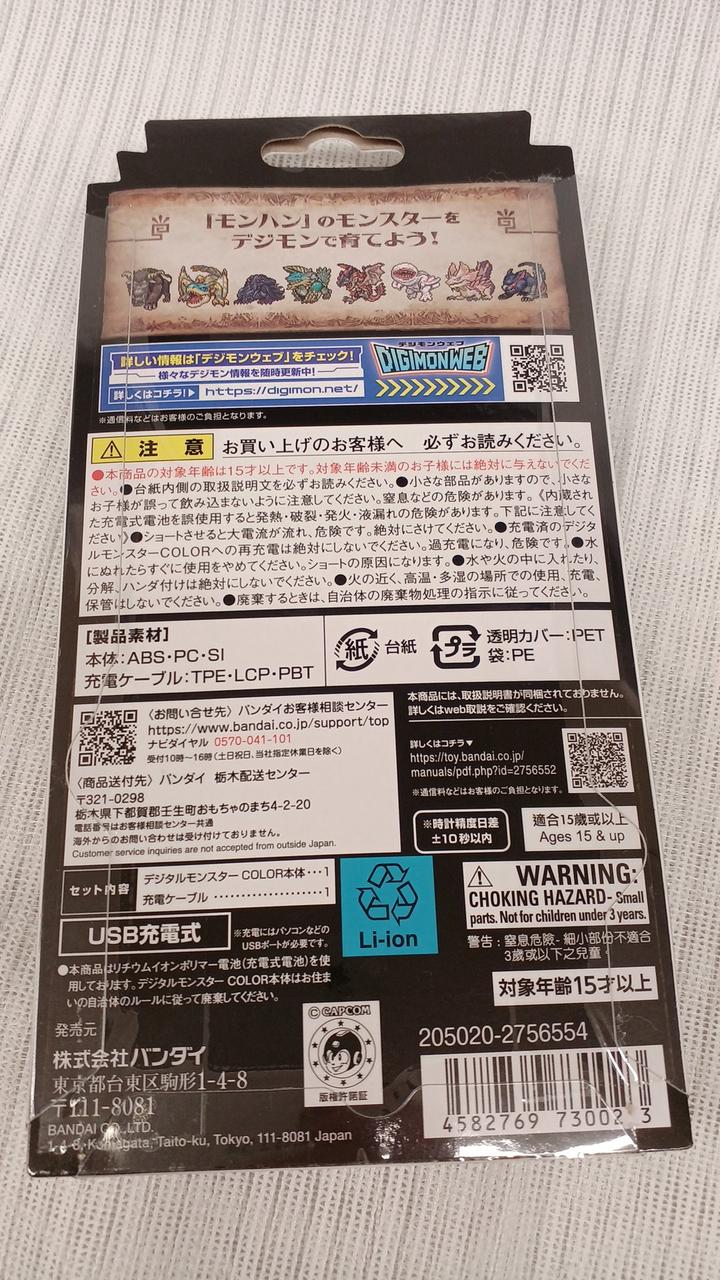 「モンハン」のモンスターを
デジモンで育てよう!
詳しい情報は「デジモンウェブ」をチェック!
様々なデジモン情報を随時更新中!
詳しくはコチラ!▶ https://digimon.net/
デジモンウェブ
DIGIMONWEB
※通信料などはお客様のご負担となります。
注意 お買い上げのお客様へ 必ずお読みください。
●本商品の対象年齢は15才以上です。対象年齢未満のお子様には絶対に与えないでくだ
さい。●台紙内側の取扱説明文を必ずお読みください。●小さな部品がありますので、小さな
お子様が誤って飲み込まないように注意してください。窒息などの危険があります。《内蔵され
た充電式電池を誤使用すると発熱・破裂・発火・液漏れの危険があります。下記に注意してく
ださい》●ショートさせると大電流が流れ、危険です。絶対にさけてください。●充電済のデジタ
ルモンスターCOLORへの再充電は絶対にしないでください。過充電になり、危険です。●水
にぬれたらすぐに使用をやめてください。ショートの原因になります。●水や火の中に入れたり、
分解、ハンダ付けは絶対にしないでください。●火の近く、高温・多湿の場所での使用、充電、
保管はしないでください。●廃棄するときは、自治体の廃棄物処理の指示に従ってください。
【製品素材】
本体:ABS・PC・SI
充電ケーブル:TPE・LCP・PBT
紙 台紙
プラ 透明カバー:PET
袋:PE
〈お問い合せ先〉バンダイお客様相談センター
https://www.bandai.co.jp/support/top
ナビダイヤル 0570-041-101
受付10時~16時(土日祝日、当社指定休業日を除く)
〈商品送付先〉バンダイ 栃木配送センター
〒321-0298
栃木県下都賀郡壬生町おもちゃのまち4-2-20
電話番号はお客様相談センター共通
海外からのお問い合わせは受け付けておりません。
Customer service inquiries are not accepted from outside Japan.
本商品には、取扱説明書が同梱されておりません。
詳しくはweb取説をご確認ください。
詳しくはコチラ▼
https://toy.bandai.co.jp/
manuals/pdf.php?id=2756552
※通信料などはお客様のご負担となります。
※時計精度日差
±10秒以内
適合15歲或以上
Ages 15 & up
セット内容
デジタルモンスター COLOR本体・・・1
充電ケーブル・・・・・・・・・・・・・・・1
USB充電式
※充電にはパソコンなどの
USBポートが必要です。
●本商品はリチウムイオンポリマー電池(充電式電池)を使
用しております。デジタルモンスター COLOR本体はお住ま
いの自治体のルールに従って廃棄してください。
Li-ion
WARNING:
CHOKING HAZARD- Small
parts. Not for children under 3 years.
警告:窒息危險-細小部份不適合
3歲或以下之兒童。
対象年齢15才以上
発売元
株式会社バンダイ
東京都台東区駒形1-4-8
〒111-8081
BANDAI CO.,LTD.
1-4-8, Komagata, Taito-ku, Tokyo, 111-8081 Japan
© CAPCOM
版権許諾証
205020-2756554
4582769 73002 3